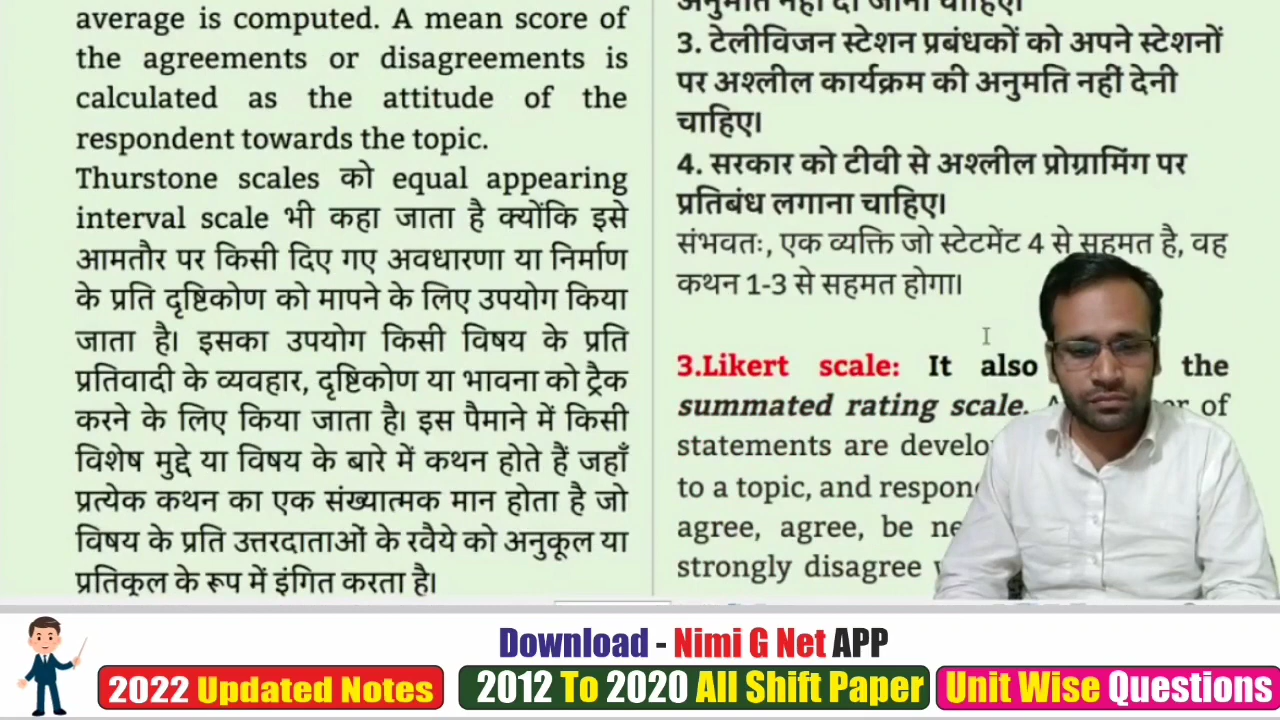 average is computed. A mean score of
the agreements or disagreements is
calculated as the attitude of the
respondent towards the topic.
Thurstone scales को equal appearing
interval scale भी कहा जाता है क्योंकि इसे
आमतौर पर किसी दिए गए अवधारणा या निर्माण
के प्रति दृष्टिकोण को मापने के लिए उपयोग किया
जाता है। इसका उपयोग किसी विषय के प्रति
प्रतिवादी के व्यवहार, दृष्टिकोण या भावना को ट्रैक
करने के लिए किया जाता है। इस पैमाने में किसी
विशेष मुद्दे या विषय के बारे में कथन होते हैं जहाँ
प्रत्येक कथन का एक संख्यात्मक मान होता है जो
विषय के प्रति उत्तरदाताओं के रवैये को अनुकूल या
प्रतिकूल के रूप में इंगित करता है।
अनुमति नहीं दी जानी चाहिए।
3. टेलीविजन स्टेशन प्रबंधकों को अपने स्टेशनों
पर अश्लील कार्यक्रम की अनुमति नहीं देनी
चाहिए।
4. सरकार को टीवी से अश्लील प्रोग्रामिंग पर
प्रतिबंध लगाना चाहिए।
संभवतः, एक व्यक्ति जो स्टेटमेंट 4 से सहमत है, वह
कथन 1-3 से सहमत होगा।
3.Likert scale: It also the
summated rating scale. of
statements are
to a topic, and
agree, agree, be
strongly disagree
Download - Nimi G Net APP
2022 Updated Notes
2012 To 2020 All Shift Paper
Unit Wise Questions